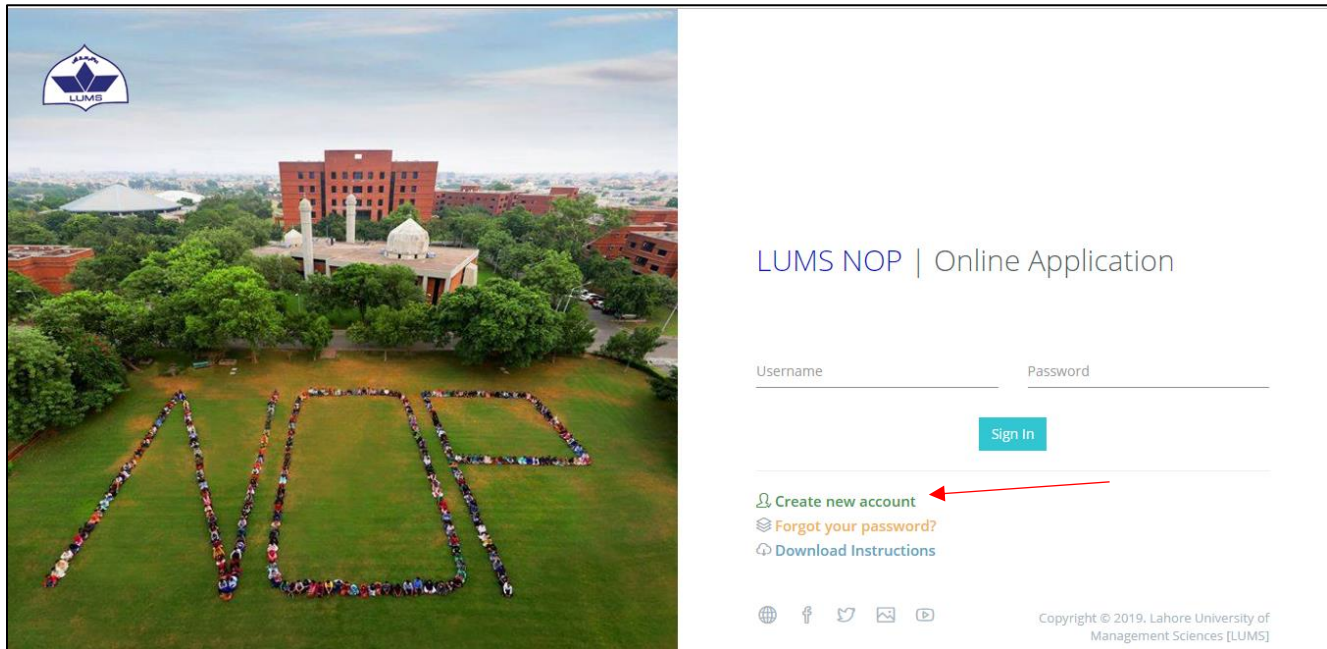 LUMS
NOP
LUMS NOP | Online Application
Username Password
Sign In
Create new account
Forgot your password?
Download Instructions
Copyright © 2019. Lahore University of
Management Sciences [LUMS]